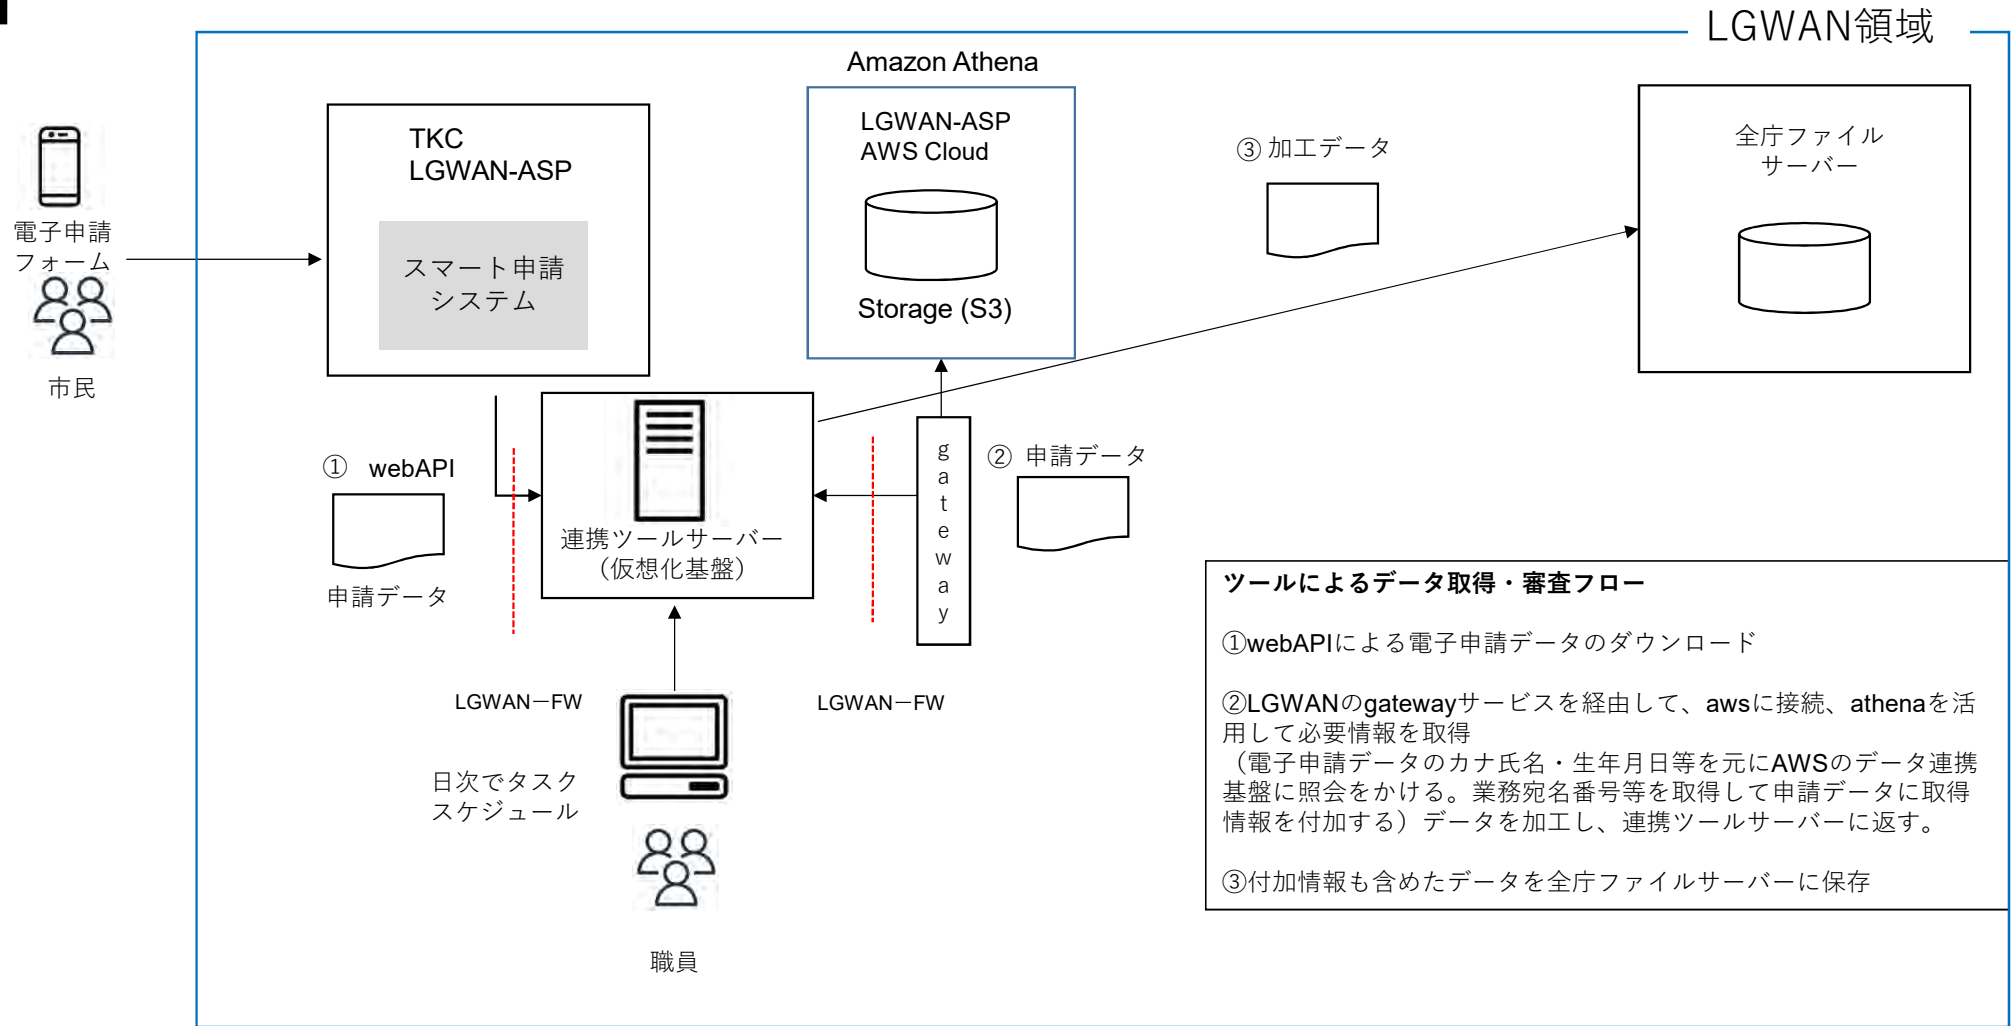 LGWAN領域
Amazon Athena
TKC
LGWAN-ASP
スマート申請
システム
LGWAN-ASP
AWS Cloud
Storage (S3)
③ 加工データ
全庁ファイル
サーバー
電子申請
フォーム
市民
① webAPI
申請データ
連携ツールサーバー
（仮想化基盤）
gateway
② 申請データ
LGWAN－FW
LGWAN－FW
日次でタスク
スケジュール
職員
ツールによるデータ取得・審査フロー
①webAPIによる電子申請データのダウンロード
②LGWANのgatewayサービスを経由して、awsに接続、athenaを活
用して必要情報を取得
（電子申請データのカナ氏名・生年月日等を元にAWSのデータ連携
基盤に照会をかける。業務宛名番号等を取得して申請データに取得
情報を付加する）データを加工し、連携ツールサーバーに返す。
③付加情報も含めたデータを全庁ファイルサーバーに保存